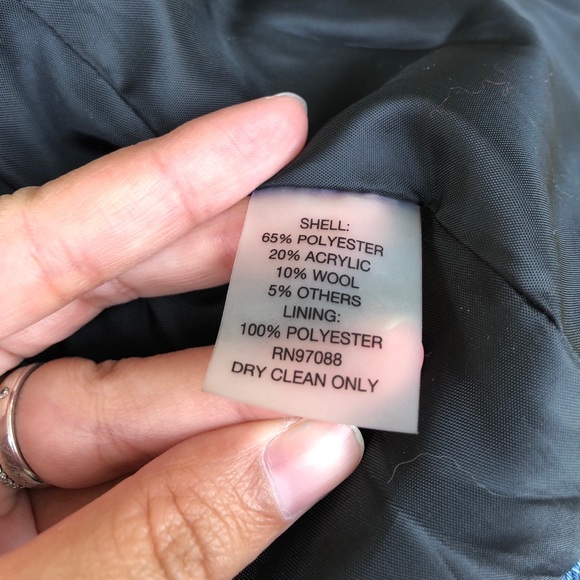 SHELL:
65% POLYESTER
20% ACRYLIC
10% WOOL
5% OTHERS
LINING:
100% POLYESTER
RN97088
DRY CLEAN ONLY